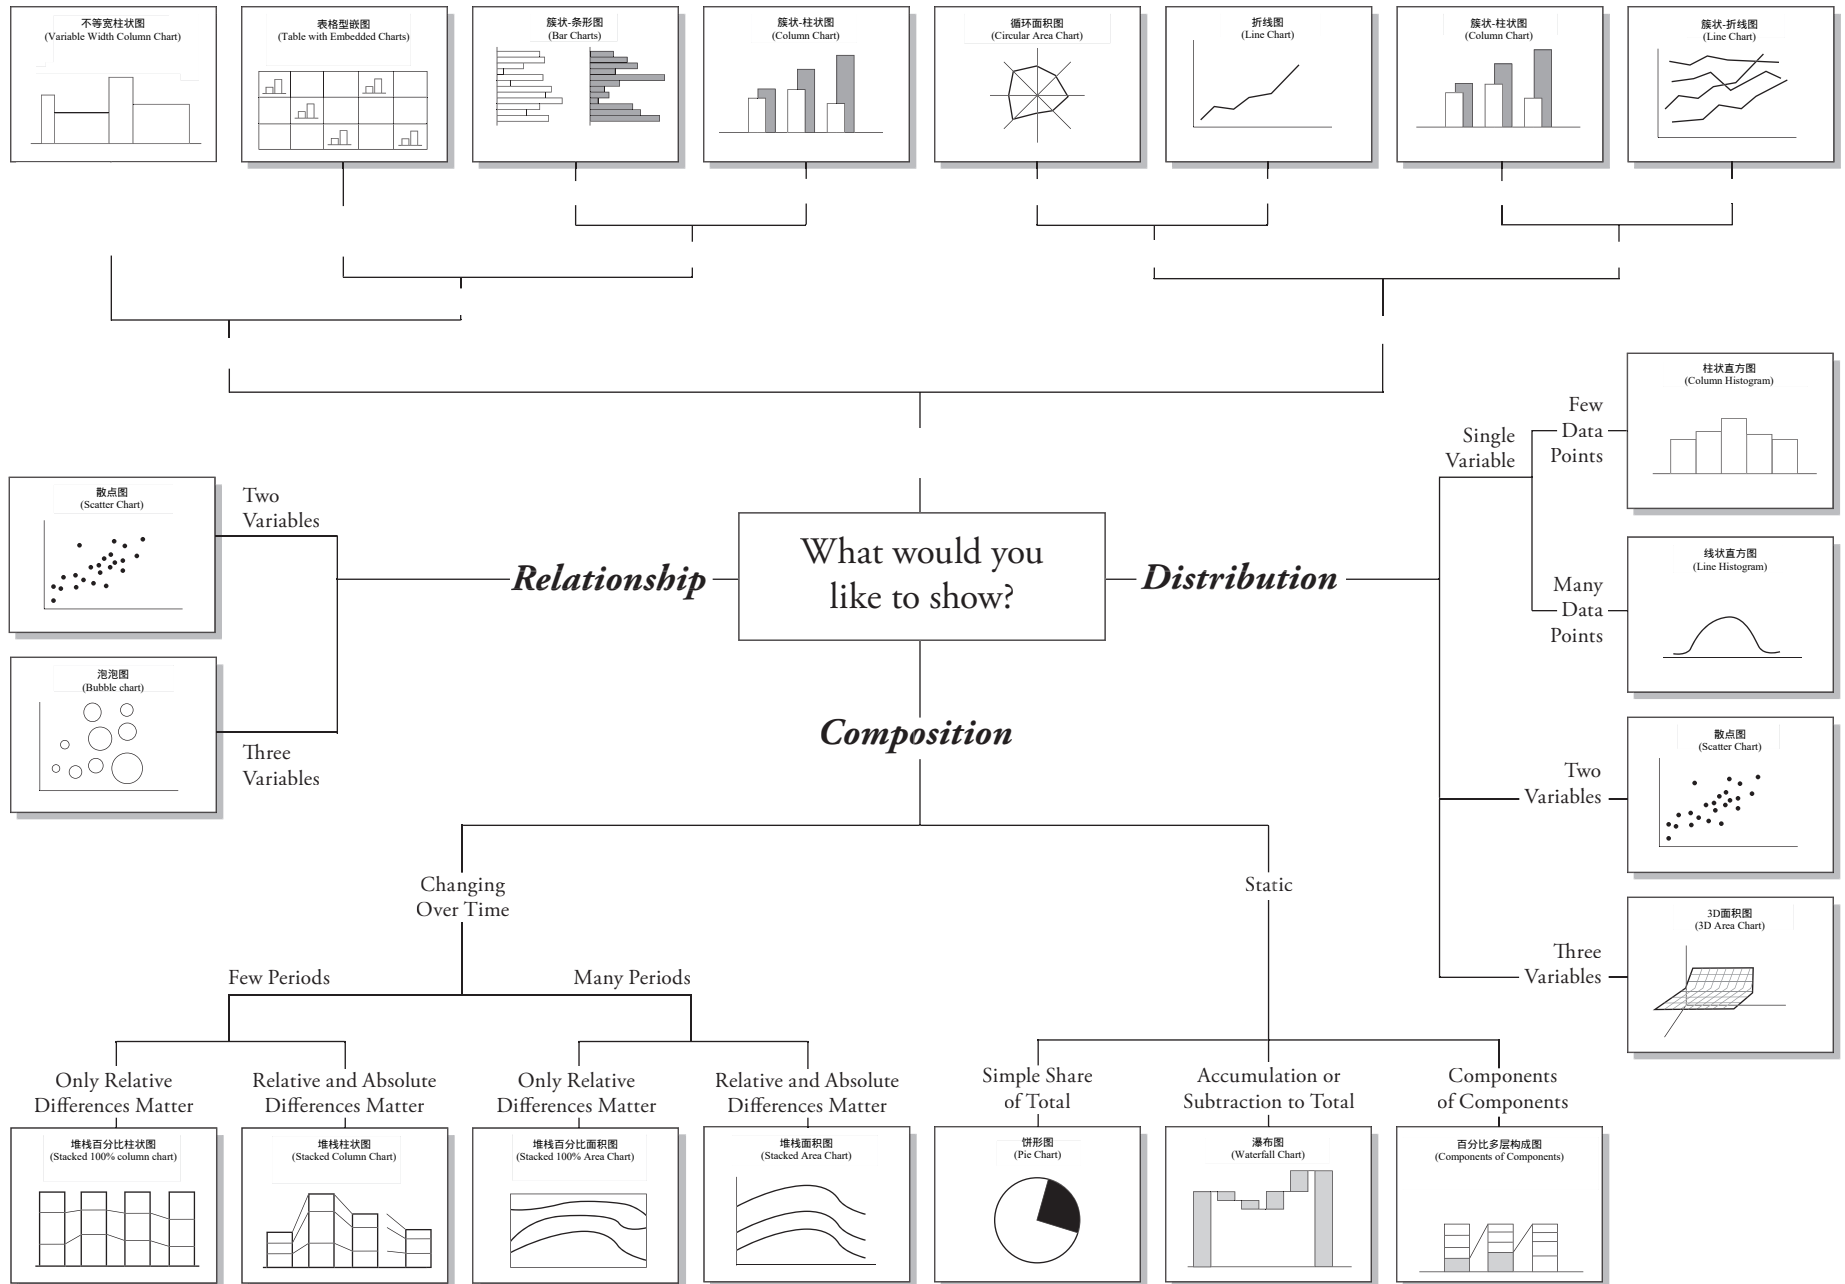 不等宽柱状图
(Variable Width Column Chart)
表格型嵌图
(Table with Embedded Charts)
簇状-条形图
(Bar Charts)
簇状-柱状图
(Column Chart)
循环面积图
(Circular Area Chart)
折线图
(Line Chart)
簇状-柱状图
(Column Chart)
簇状-折线图
(Line Chart)
柱状直方图
(Column Histogram)
Few
Data
Points
Single
Variable
散点图
(Scatter Chart)
Two
Variables
What would you
like to show?
Relationship
Distribution
线状直方图
(Line Histogram)
Many
Data
Points
泡泡图
(Bubble chart)
Three
Variables
Composition
散点图
(Scatter Chart)
Two
Variables
Changing
Over Time
Static
3D面积图
(3D Area Chart)
Three
Variables
Few Periods
Many Periods
Only Relative
Differences Matter
Relative and Absolute
Differences Matter
Only Relative
Differences Matter
Relative and Absolute
Differences Matter
Simple Share
of Total
Accumulation or
Subtraction to Total
Components
of Components
堆栈百分比柱状图
(Stacked 100% column chart)
堆栈柱状图
(Stacked Column Chart)
堆栈百分比面积图
(Stacked 100% Area Chart)
堆栈面积图
(Stacked Area Chart)
饼形图
(Pie Chart)
瀑布图
(Waterfall Chart)
百分比多层构成图
(Components of Components)